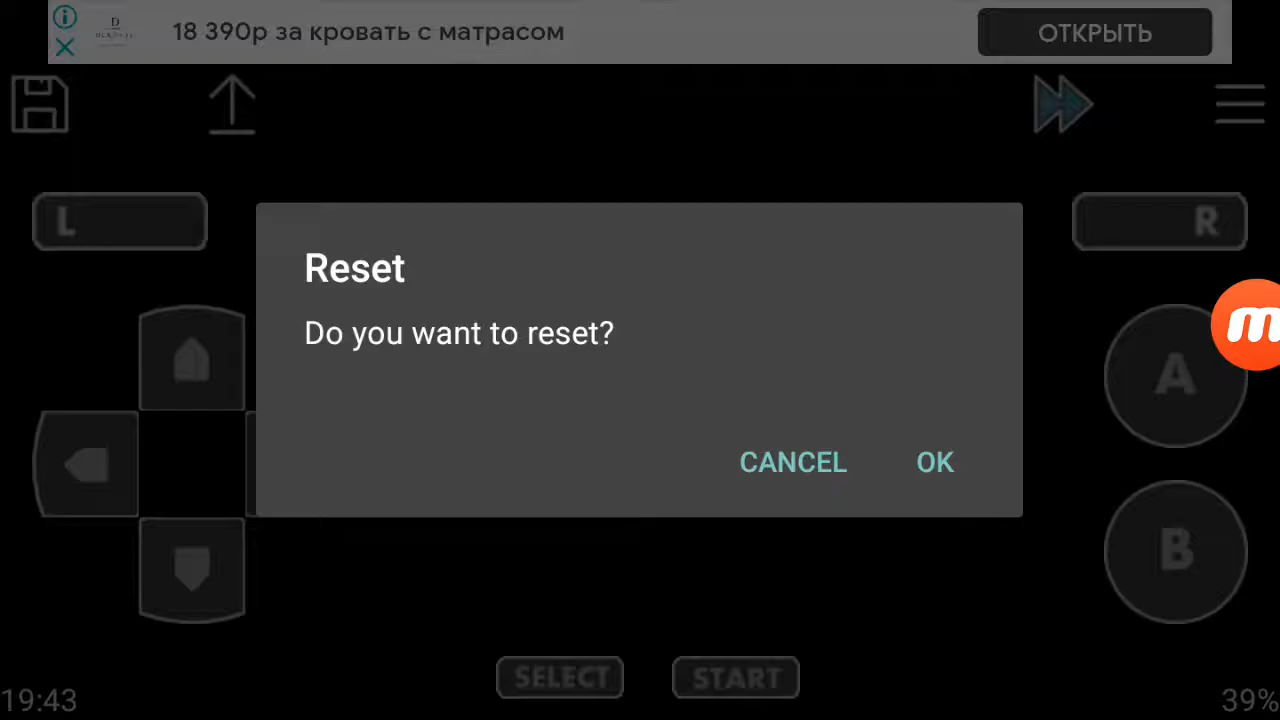 18 390р за кровать с матрасом
ОТКРЫТЬ
L
R
Reset
Do you want to reset?
CANCEL
OK
A
B
SELECT
START
19:43
39%